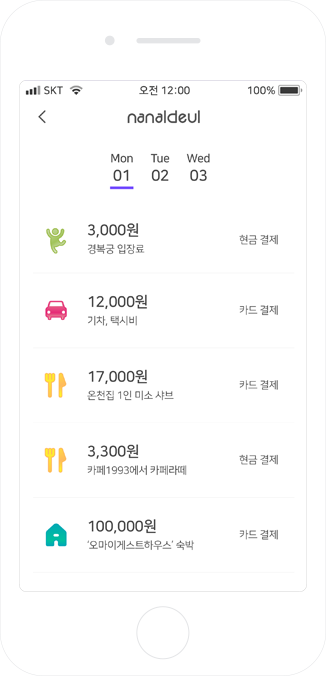 SKT 오전 12:00 100%
nanaldeul
Mon Tue Wed
01 02 03
3,000원
경복궁 입장료
현금 결제
12,000원
기차, 택시비
카드 결제
17,000원
온천집 1인 미소 샤브
카드 결제
3,300원
카페1993에서 카페라떼
현금 결제
100,000원
'오마이게스트하우스' 숙박
카드 결제